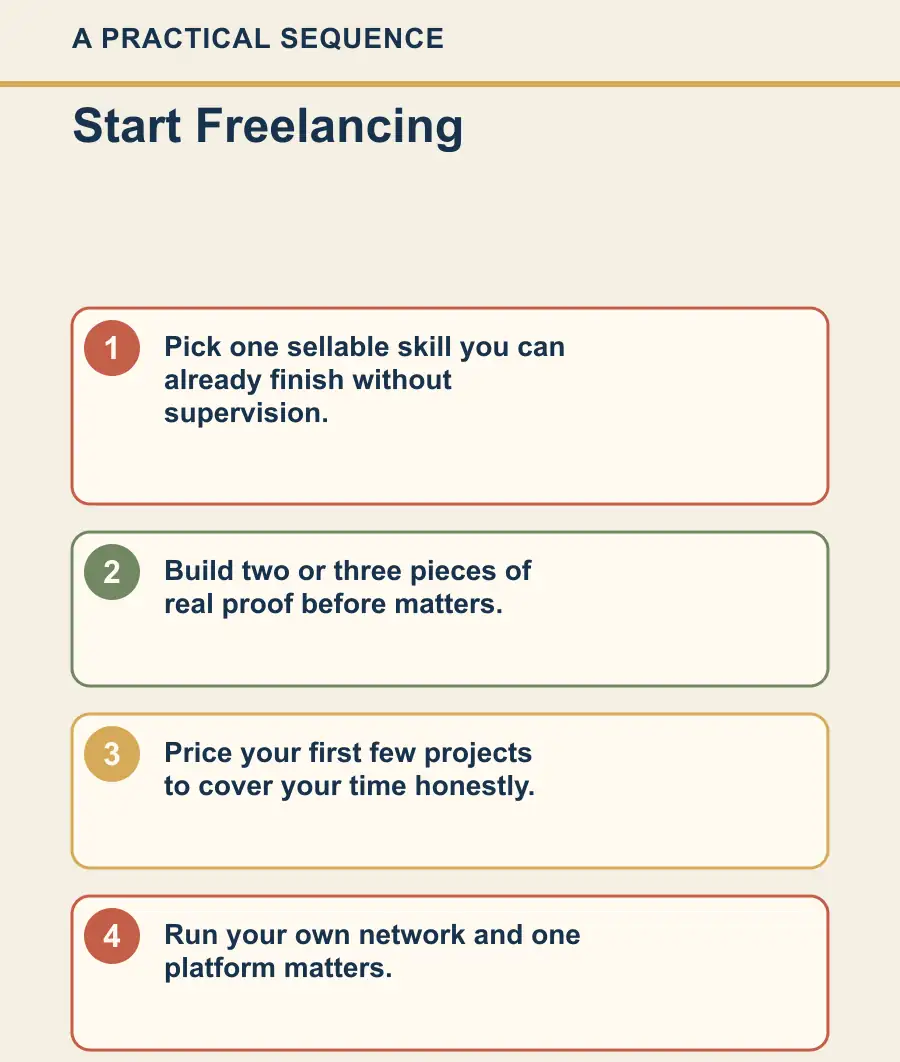 A PRACTICAL SEQUENCE
Start Freelancing
1
Pick one sellable skill you can
already finish without
supervision.
2
Build two or three pieces of
real proof before matters.
3
Price your first few projects
to cover your time honestly.
4
Run your own network and one
platform matters.